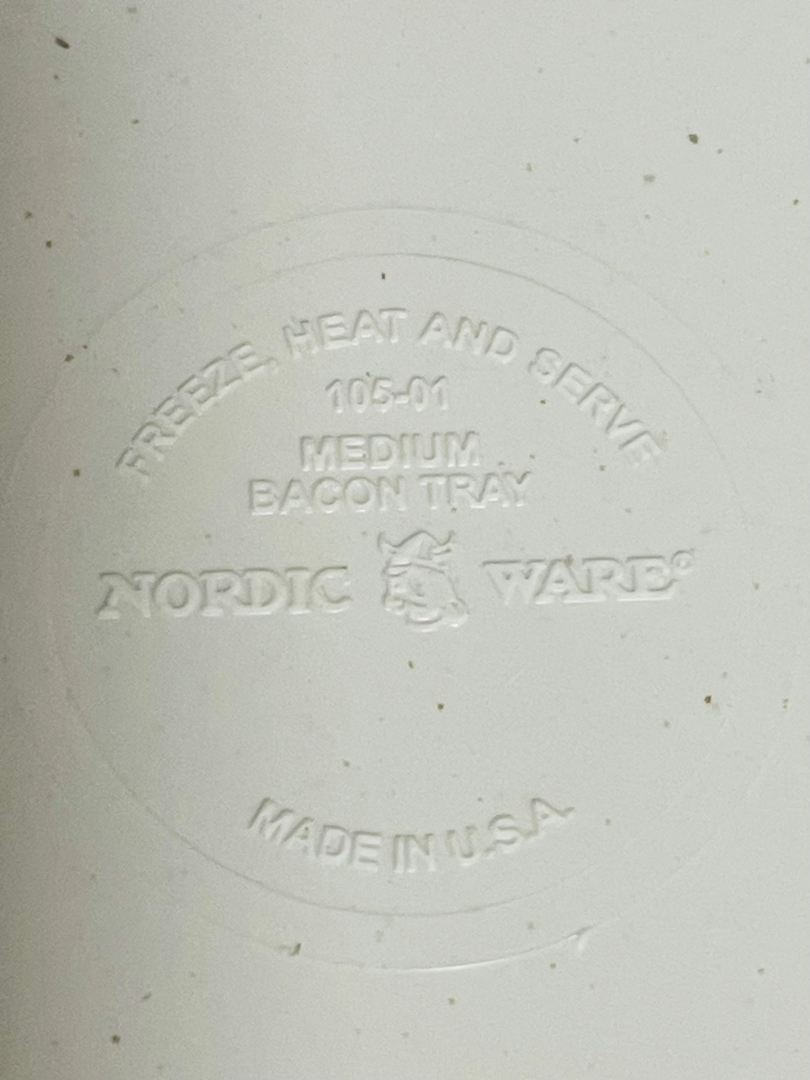 FREEZE, HEAT AND SERVE
105-01
MEDIUM
BACON TRAY
NORDIC WARE®
MADE IN U.S.A.